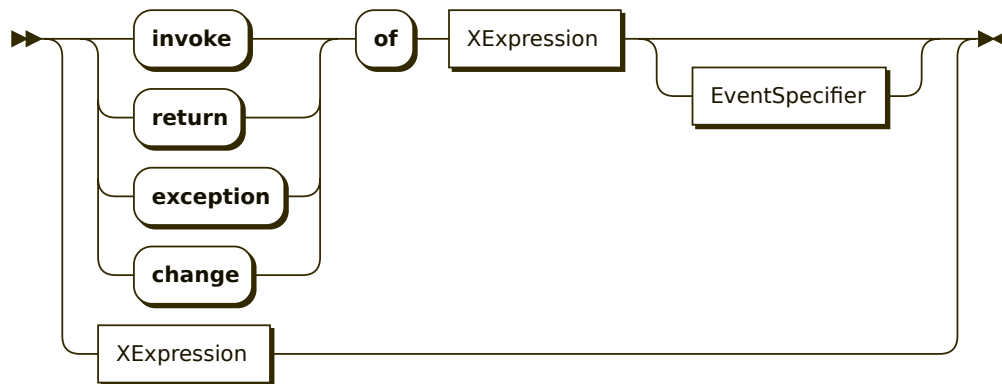 invoke of XExpression
EventSpecifier
return
exception
change
XExpression